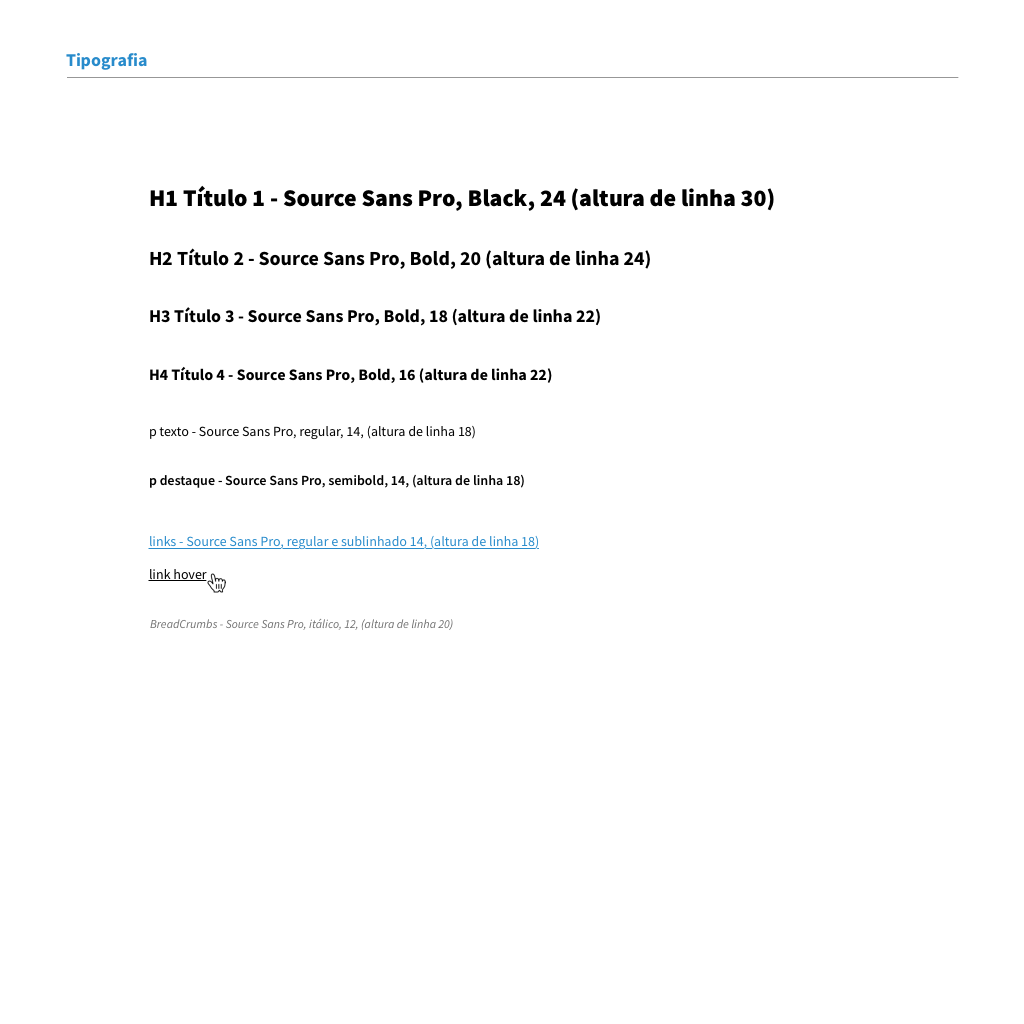 Tipografia
H1 Título 1 - Source Sans Pro, Black, 24 (altura de linha 30)
H2 Título 2 - Source Sans Pro, Bold, 20 (altura de linha 24)
H3 Título 3 - Source Sans Pro, Bold, 18 (altura de linha 22)
H4 Título 4 - Source Sans Pro, Bold, 16 (altura de linha 22)
p texto - Source Sans Pro, regular, 14, (altura de linha 18)
p destaque - Source Sans Pro, semibold, 14, (altura de linha 18)
links - Source Sans Pro, regular e sublinhado 14, (altura de linha 18)
link hover
BreadCrumbs - Source Sans Pro, itálico, 12, (altura de linha 20)